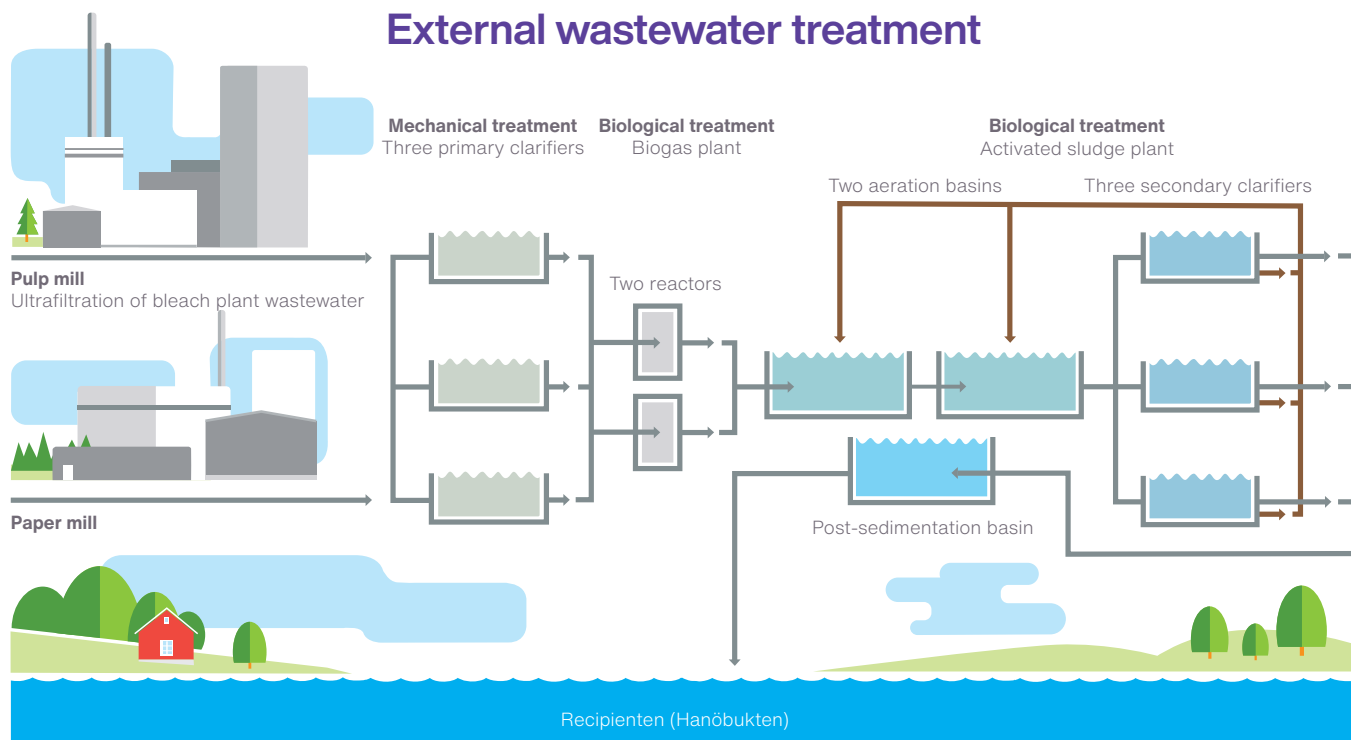 External wastewater treatment
Mechanical treatment
Three primary clarifiers
Biological treatment
Biogas plant
Biological treatment
Activated sludge plant
Two aeration basins
Three secondary clarifiers
Pulp mill
Ultrafiltration of bleach plant wastewater
Two reactors
Paper mill
Post-sedimentation basin
Recipienten (Hanöbukten)